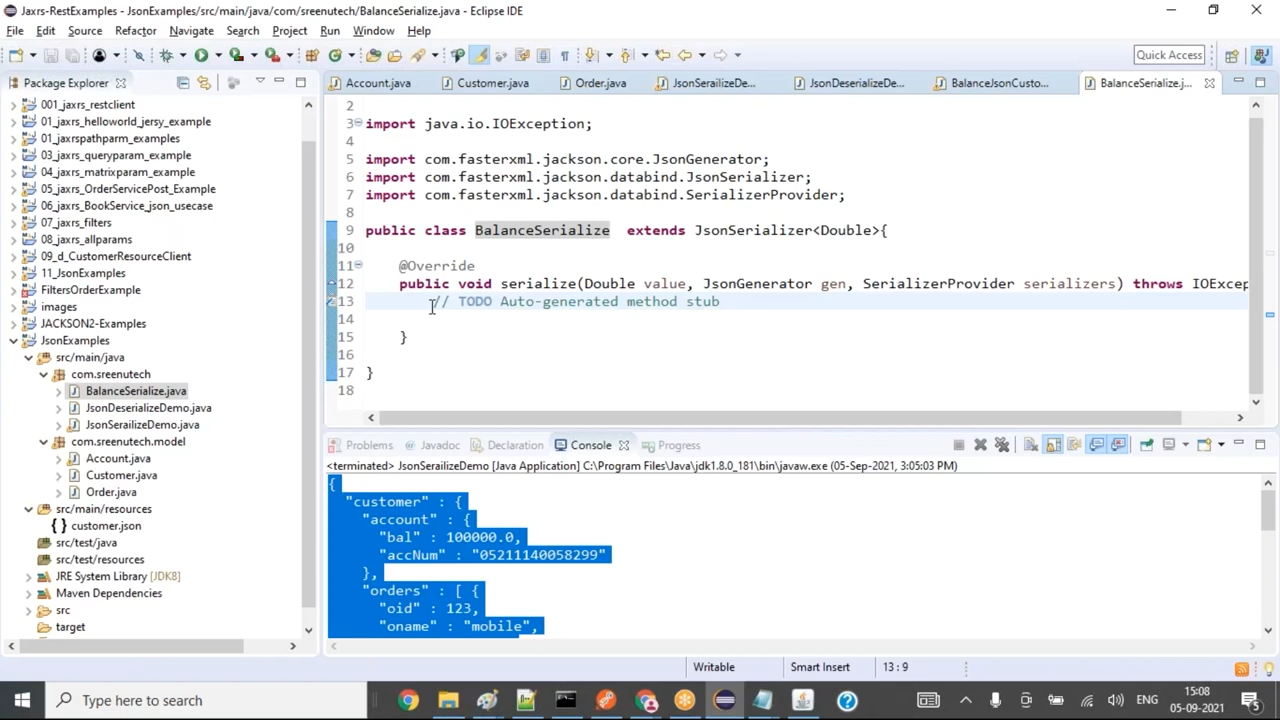 Jaxrs-RestExamples - JsonExamples/src/main/java/com/sreenutech/BalanceSerialize.java - Eclipse IDE
File Edit Source Refactor Navigate Search Project Run Window Help
Quick Access
Package Explorer
001_jaxrs_restclient
01_jaxrs_helloworld_jersy_example
01_jaxrspathparm_examples
03_jaxrs_queryparam_example
04_jaxrs_matrixparam_example
05_jaxrs_OrderServicePost_Example
06_jaxrs_BookService_json_usecase
07_jaxrs_filters
08_jaxrs_allparams
09_d_CustomerResourceClient
11_JsonExamples
FiltersOrderExample
images
JACKSON2-Examples
JsonExamples
src/main/java
com.sreenutech
BalanceSerialize.java
JsonDeserializeDemo.java
JsonSerailizeDemo.java
com.sreenutech.model
Account.java
Customer.java
Order.java
src/main/resources
customer.json
src/test/java
src/test/resources
JRE System Library [JDK8]
Maven Dependencies
src
target
Account.java Customer.java Order.java JsonSerailizeDe... JsonDeserializeDe... BalanceJsonCusto... BalanceSerialize.j...
2
3 import java.io.IOException;
4
5 import com.fasterxml.jackson.core.JsonGenerator;
6 import com.fasterxml.jackson.databind.JsonSerializer;
7 import com.fasterxml.jackson.databind.SerializerProvider;
8
9 public class BalanceSerialize extends JsonSerializer<Double>{
10
11 @Override
12 public void serialize(Double value, JsonGenerator gen, SerializerProvider serializers) throws IOExcep
13 // TODO Auto-generated method stub
14
15 }
16
17 }
18
Problems Javadoc Declaration Console Progress
<terminated> JsonSerailizeDemo [Java Application] C:\Program Files\Java\jdk1.8.0_181\bin\javaw.exe (05-Sep-2021, 3:05:03 PM)
{
"customer" : {
"account" : {
"bal" : 100000.0,
"accNum" : "05211140058299"
},
"orders" : [ {
"oid" : 123,
"oname" : "mobile",
Writable Smart Insert 13 : 9
Type here to search
ENG
15:08
05-09-2021
5